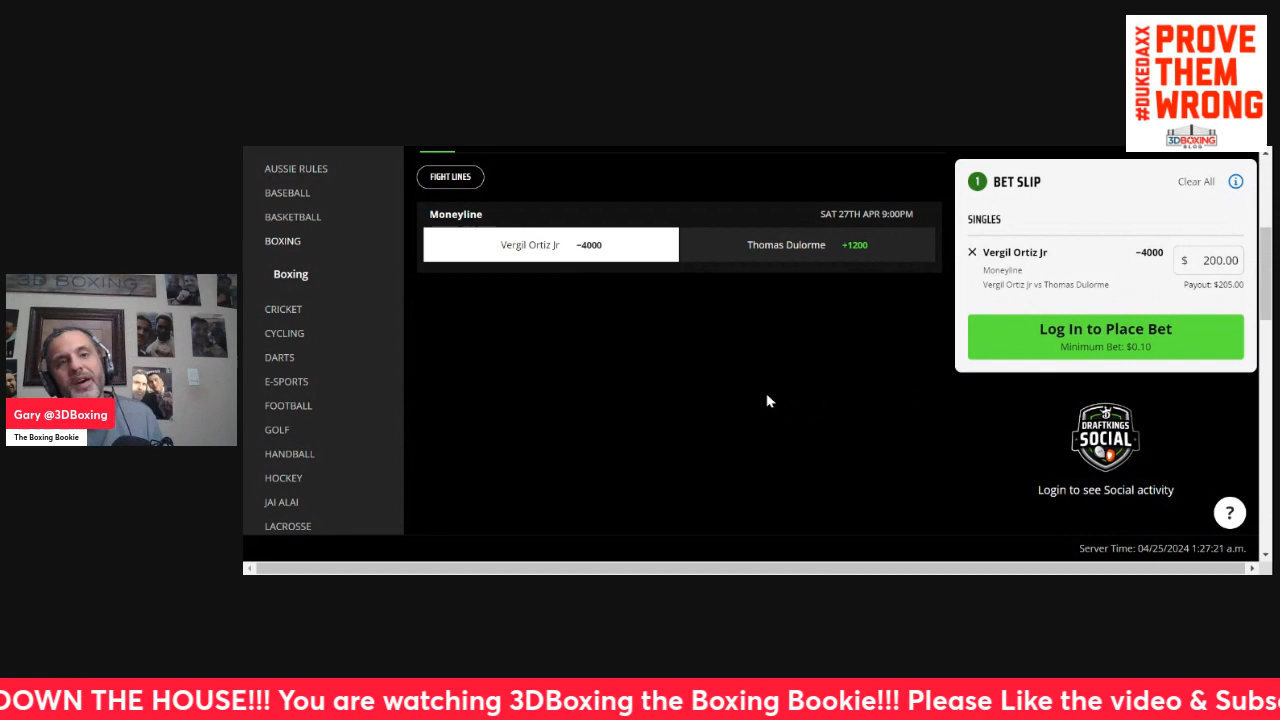 #DUKEDAXX
PROVE
THEM
WRONG
3DBOXING
BLOG
AUSSIE RULES
BASEBALL
BASKETBALL
BOXING
Boxing
CRICKET
CYCLING
DARTS
E-SPORTS
FOOTBALL
GOLF
HANDBALL
HOCKEY
JAI ALAI
LACROSSE
FIGHT LINES
Moneyline SAT 27TH APR 9:00PM
Vergil Ortiz Jr −4000 Thomas Dulorme +1200
1 BET SLIP Clear All i
SINGLES
× Vergil Ortiz Jr −4000 $ 200.00
Moneyline
Vergil Ortiz Jr vs Thomas Dulorme Payout: $205.00
Log In to Place Bet
Minimum Bet: $0.10
DRAFTKINGS
SOCIAL
Login to see Social activity
?
Server Time: 04/25/2024 1:27:21 a.m.
3D BOXING
Gary @3DBoxing
The Boxing Bookie
DOWN THE HOUSE!!! You are watching 3DBoxing the Boxing Bookie!!! Please Like the video & Subs